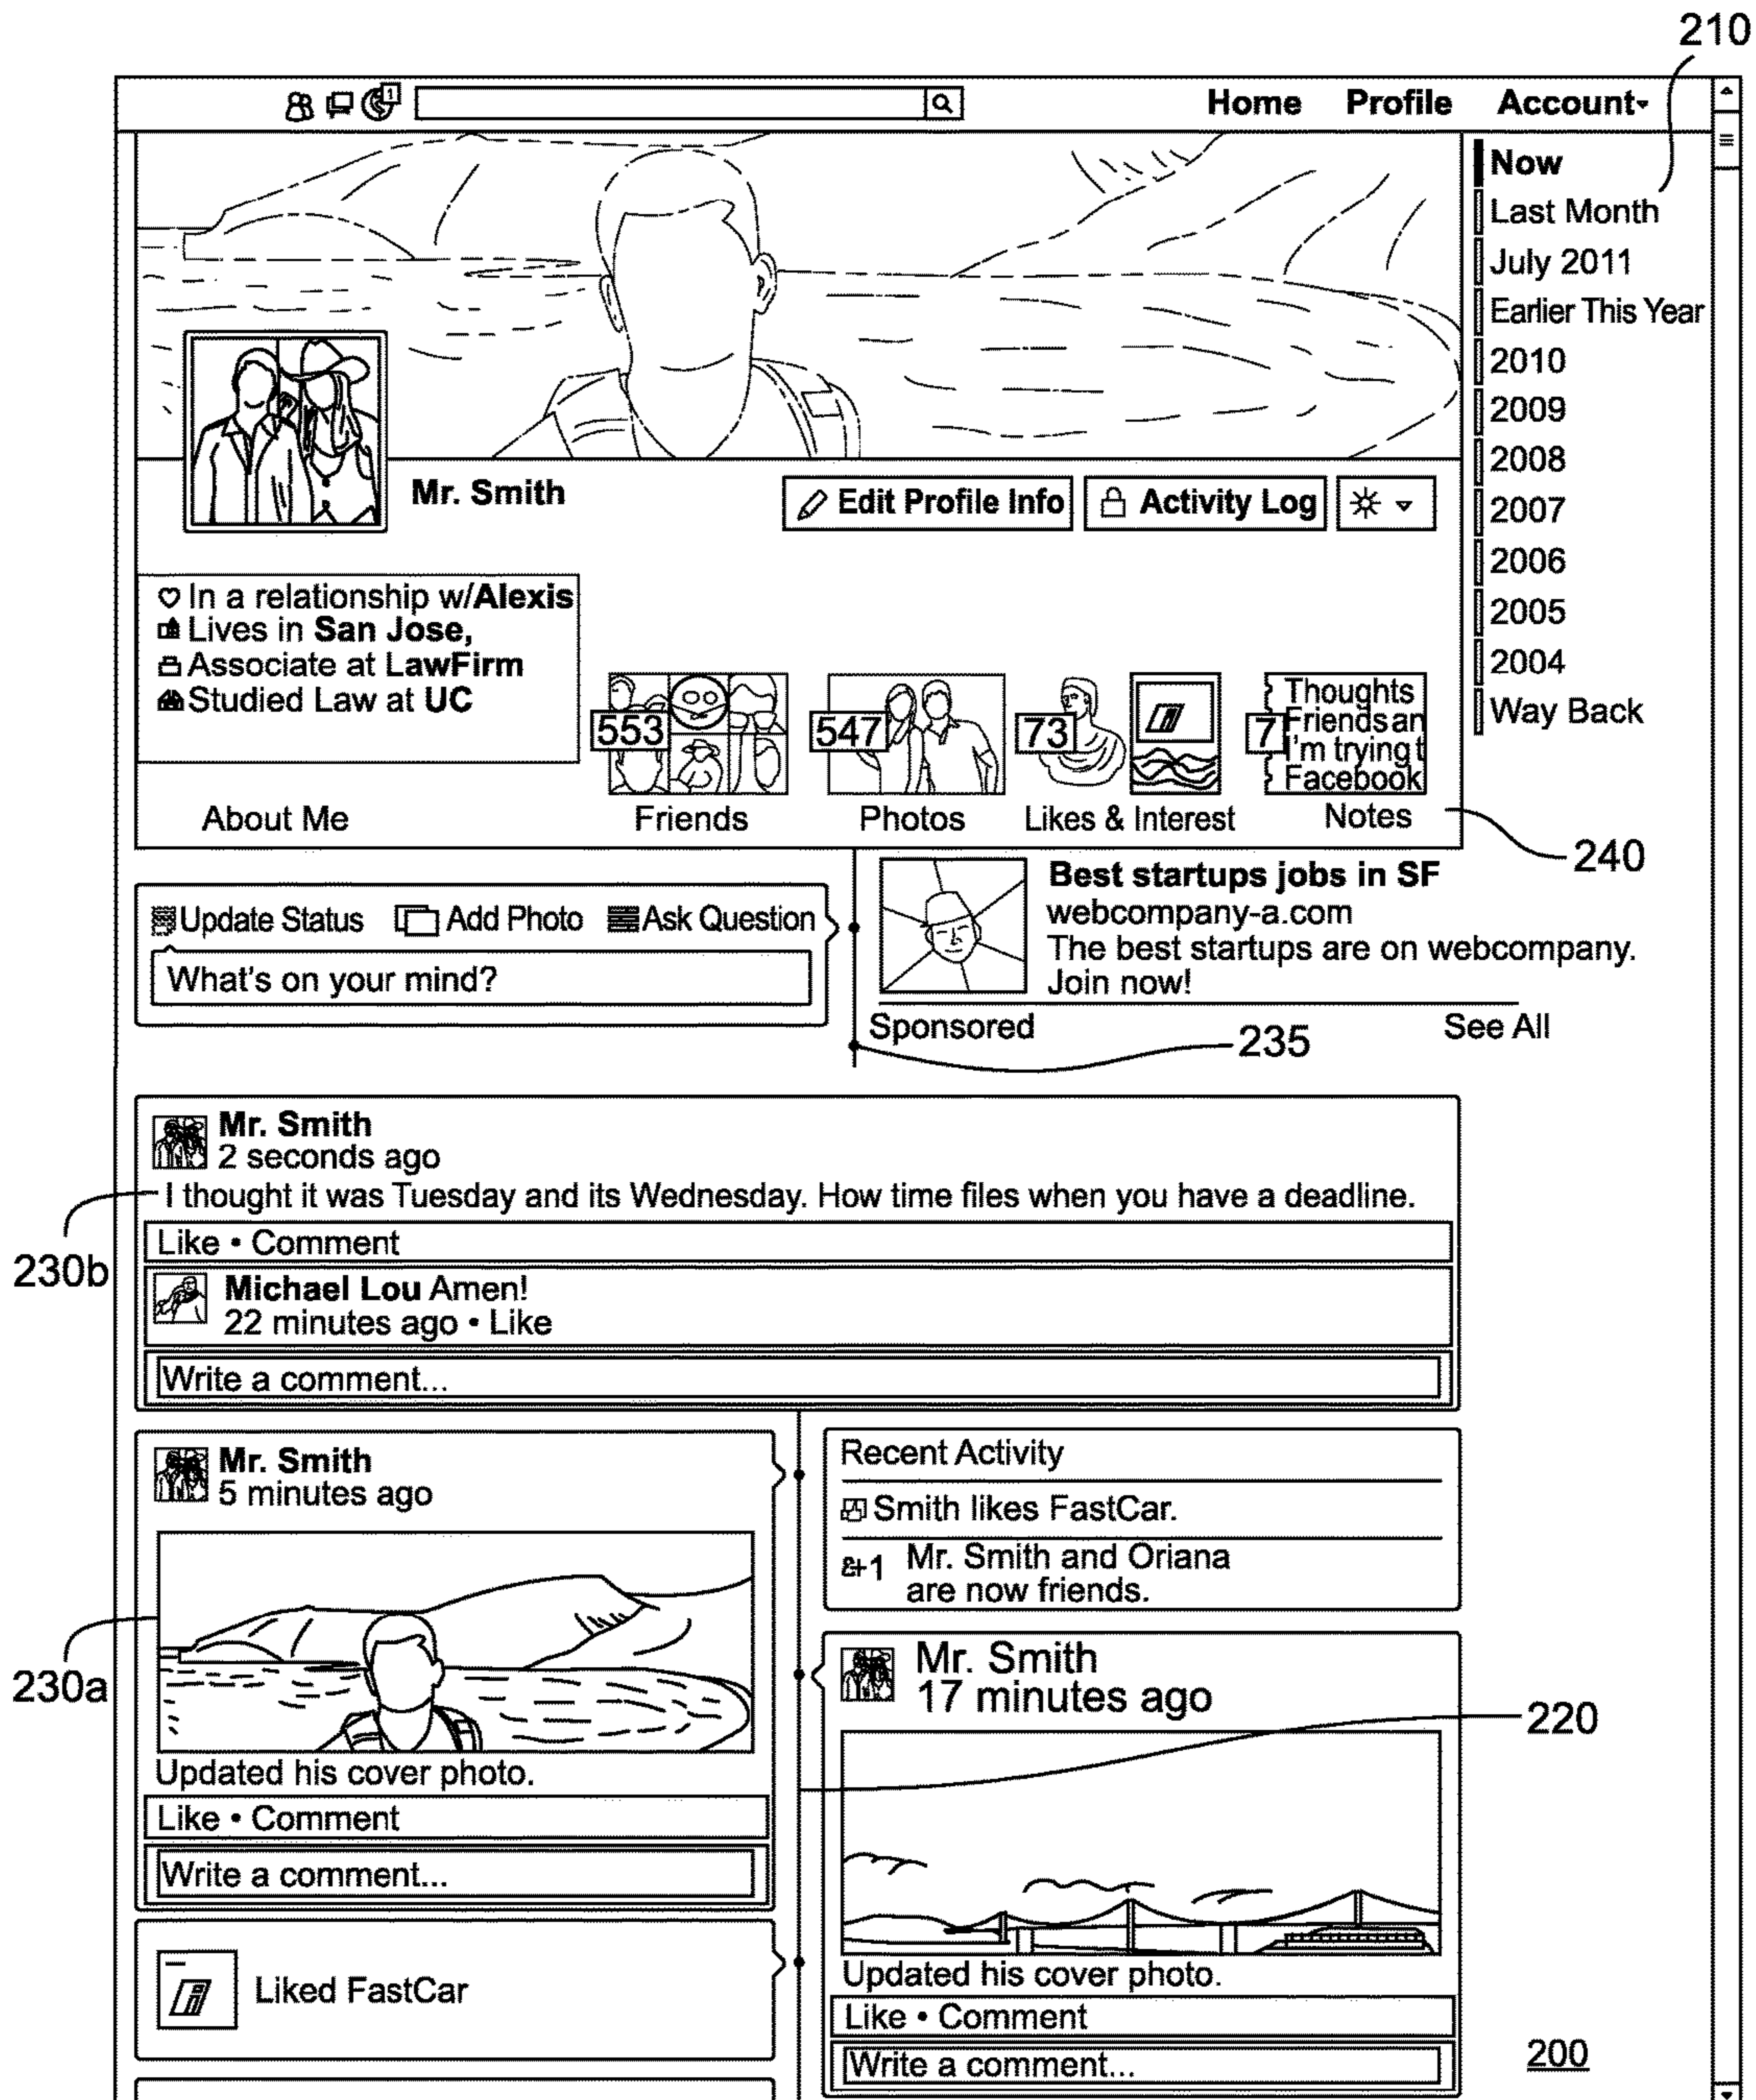 210
1
Home Profile Account
Now
Last Month
July 2011
Earlier This Year
2010
2009
2008
2007
2006
2005
2004
Way Back
Mr. Smith
Edit Profile Info
Activity Log
In a relationship w/Alexis
Lives in San Jose,
Associate at LawFirm
Studied Law at UC
About Me
553
Friends
547
Photos
73
Likes & Interest
7
Thoughts
Friends an
I'm trying t
Facebook
Notes
240
Update Status Add Photo Ask Question
What's on your mind?
Best startups jobs in SF
webcompany-a.com
The best startups are on webcompany.
Join now!
Sponsored See All
235
Mr. Smith
2 seconds ago
I thought it was Tuesday and its Wednesday. How time files when you have a deadline.
230b
Like • Comment
Michael Lou Amen!
22 minutes ago • Like
Write a comment...
Mr. Smith
5 minutes ago
230a
Updated his cover photo.
Like • Comment
Write a comment...
Liked FastCar
Recent Activity
Smith likes FastCar.
+1 Mr. Smith and Oriana
are now friends.
Mr. Smith
17 minutes ago
220
Updated his cover photo.
Like • Comment
Write a comment...
200